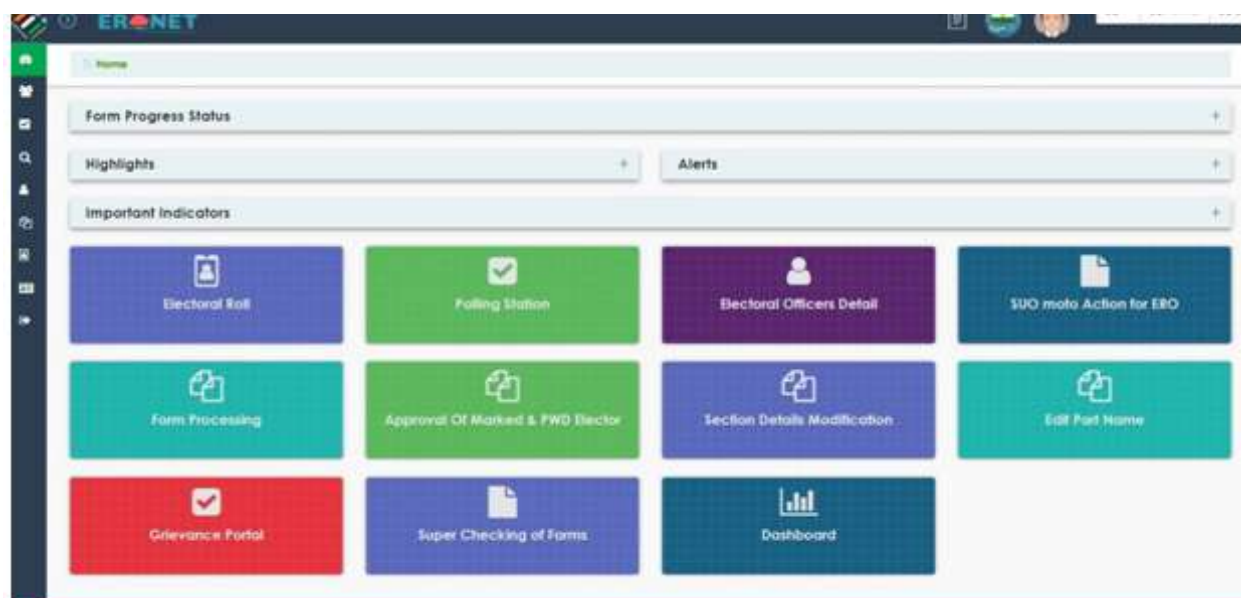 ERONET
Home
Form Progress Status
Highlights
Alerts
Important Indicators
Electoral Roll
Polling Station
Electoral Officers Detail
SUO moto Action for ERO
Form Processing
Approval Of Marked & PWD Elector
Section Details Modification
Edit Part Name
Grievance Portal
Super Checking of Forms
Dashboard